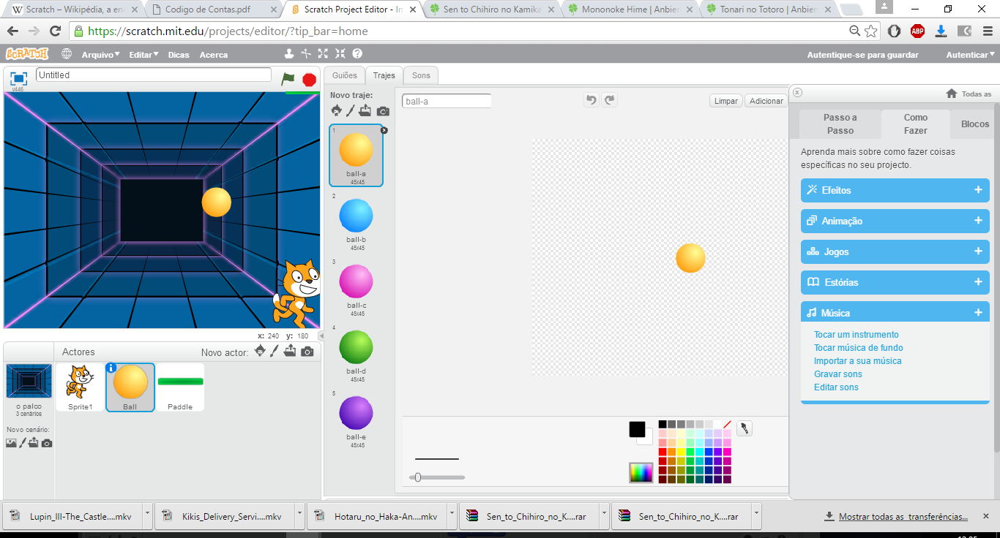 Scratch – Wikipédia, a en
Codigo de Contas.pdf
Scratch Project Editor - Im
Sen to Chihiro no Kamika
Mononoke Hime | Anbien
Tonari no Totoro | Anbien
https://scratch.mit.edu/projects/editor/?tip_bar=home
ABP
SCRATCH
Arquivo
Editar
Dicas
Acerca
Autentique-se para guardar
Autenticar
v446
Untitled
Guiões
Trajes
Sons
Novo traje:
1
ball-a
45x45
2
ball-b
45x45
3
ball-c
45x45
4
ball-d
45x45
5
ball-e
45x45
ball-a
Limpar
Adicionar
x: 240 y: 180
Actores
Novo actor:
o palco
3 cenários
Novo cenário:
Sprite1
Ball
Paddle
Todas as
Passo a
Passo
Como
Fazer
Blocos
Aprenda mais sobre como fazer coisas
específicas no seu projecto.
Efeitos
Animação
Jogos
Estórias
Música
Tocar um instrumento
Tocar música de fundo
Importar a sua música
Gravar sons
Editar sons
Lupin_III-The_Castle....mkv
Kikis_Delivery_Servi....mkv
Hotaru_no_Haka-An....mkv
Sen_to_Chihiro_no_K....rar
Sen_to_Chihiro_no_K....rar
Mostrar todas as transferências...